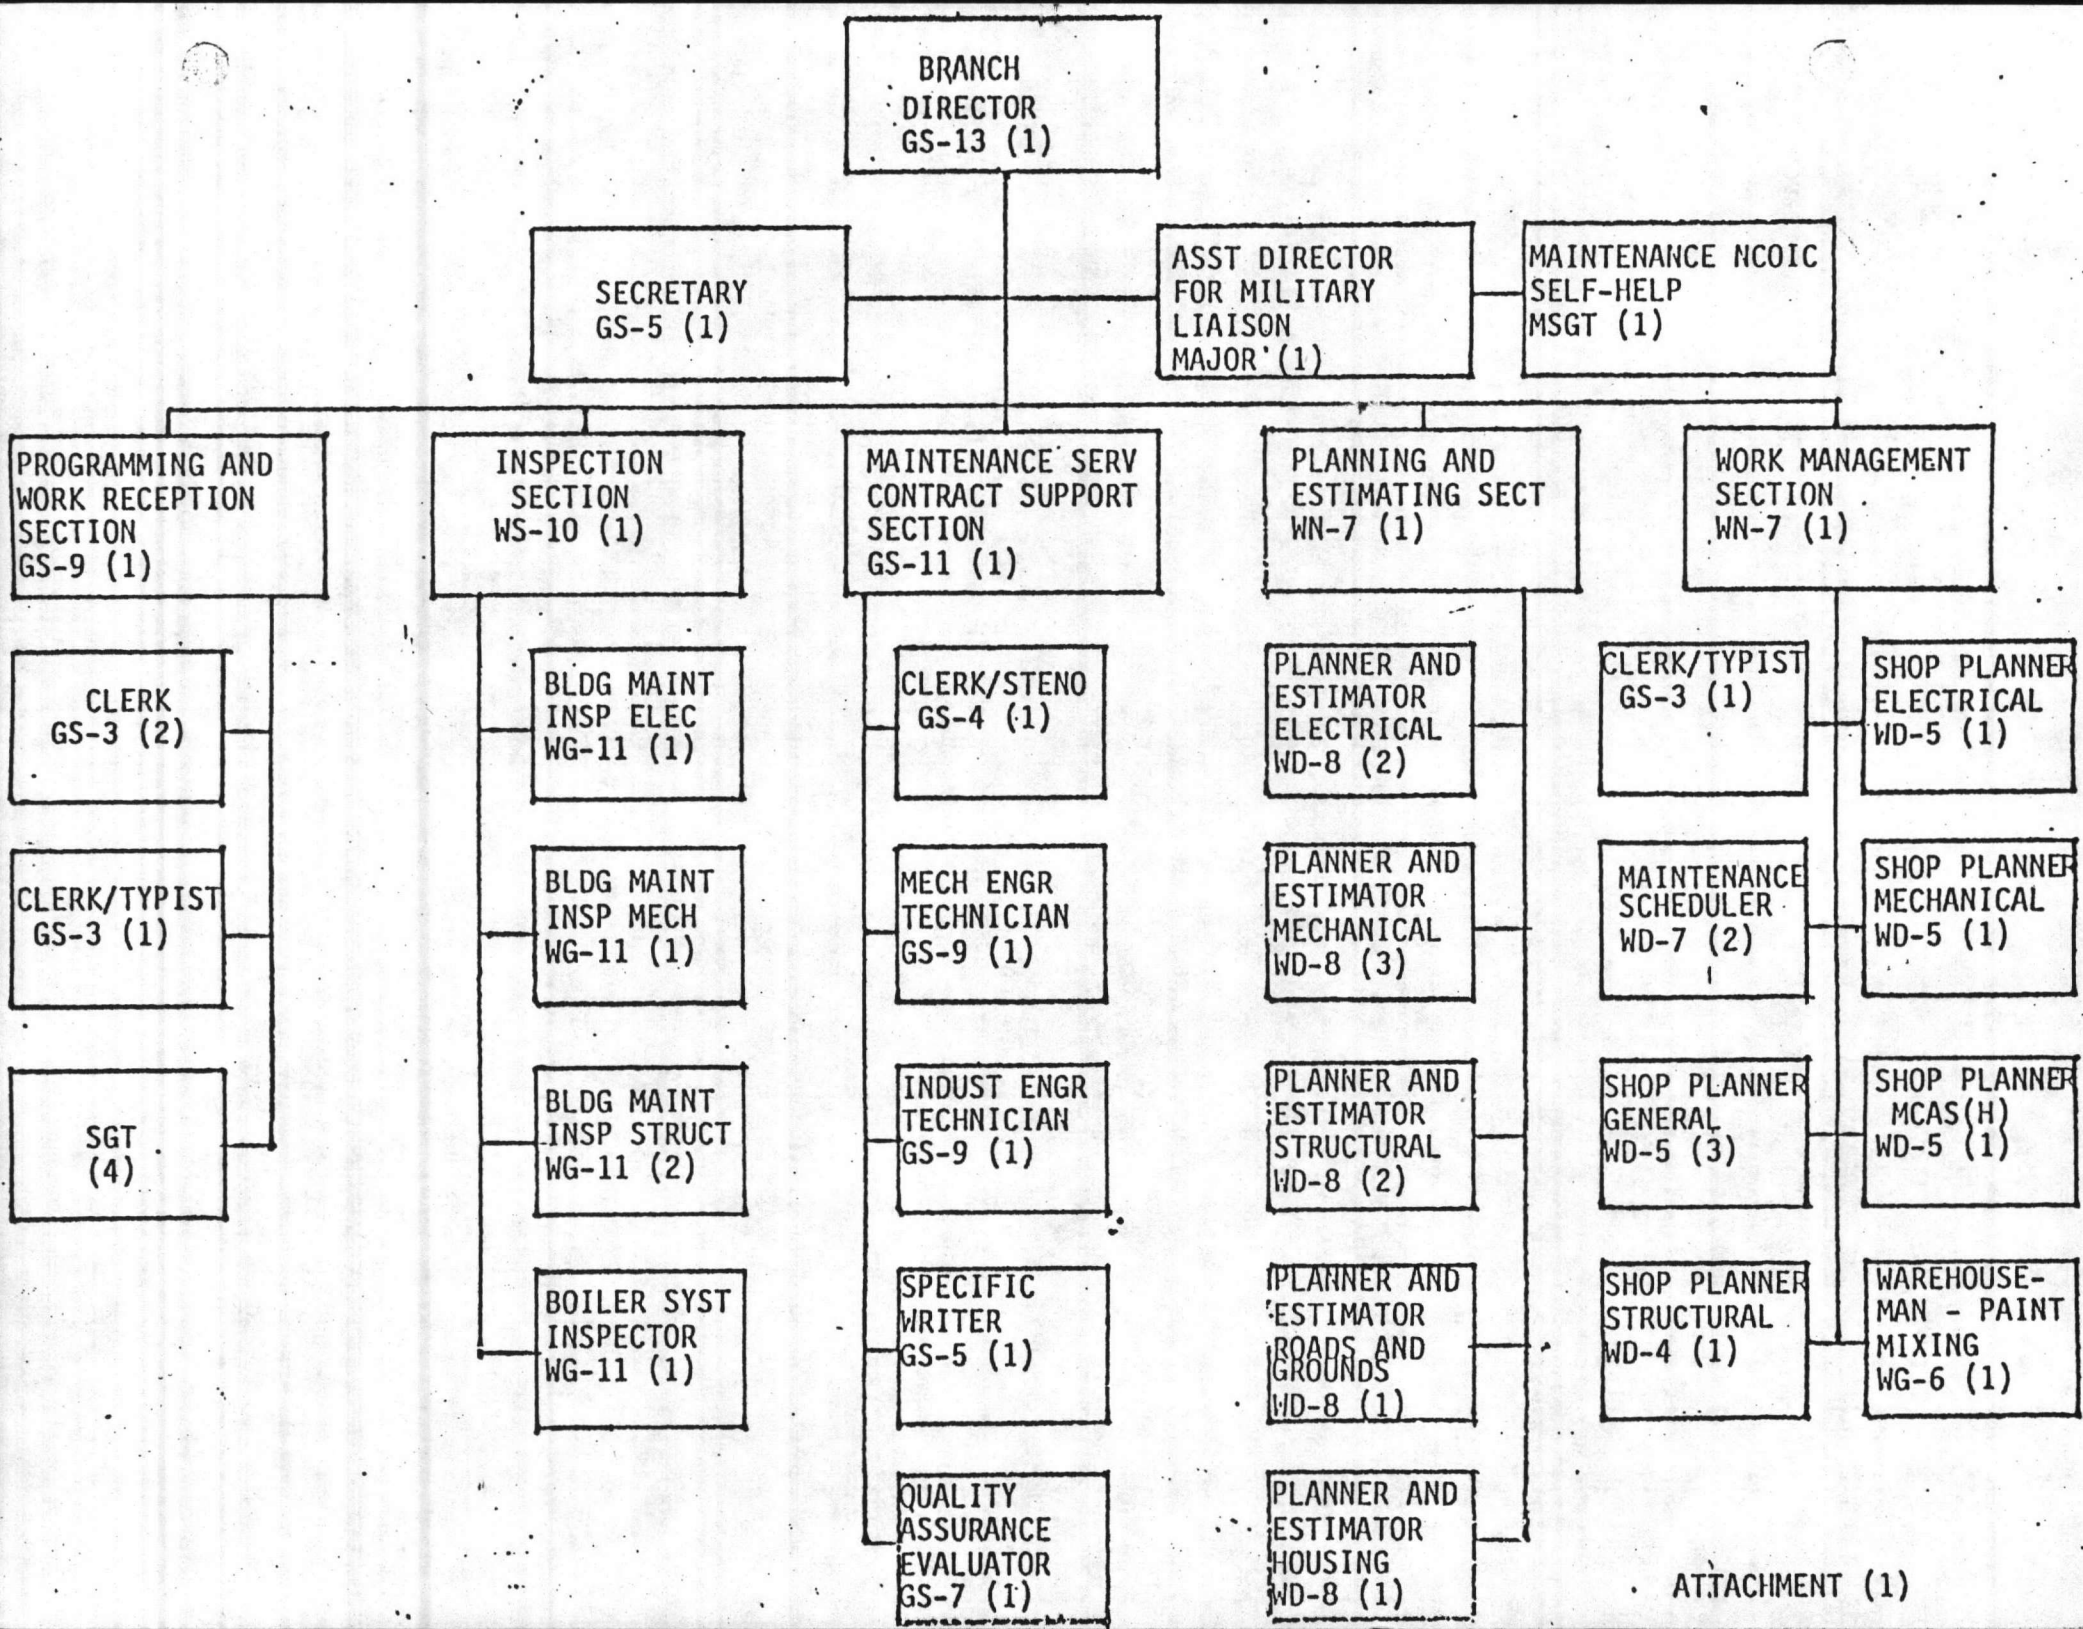 BRANCH
DIRECTOR
GS-13 (1)
SECRETARY
GS-5 (1)
ASST DIRECTOR
FOR MILITARY
LIAISON
MAJOR (1)
MAINTENANCE NCOIC
SELF-HELP
MSGT (1)
PROGRAMMING AND
WORK RECEPTION
SECTION
GS-9 (1)
CLERK
GS-3 (2)
CLERK/TYPIST
GS-3 (1)
SGT
(4)
INSPECTION
SECTION
WS-10 (1)
BLDG MAINT
INSP ELEC
WG-11 (1)
BLDG MAINT
INSP MECH
WG-11 (1)
BLDG MAINT
INSP STRUCT
WG-11 (2)
BOILER SYST
INSPECTOR
WG-11 (1)
MAINTENANCE SERV
CONTRACT SUPPORT
SECTION
GS-11 (1)
CLERK/STENO
GS-4 (1)
MECH ENGR
TECHNICIAN
GS-9 (1)
INDUST ENGR
TECHNICIAN
GS-9 (1)
SPECIFIC
WRITER
GS-5 (1)
QUALITY
ASSURANCE
EVALUATOR
GS-7 (1)
PLANNING AND
ESTIMATING SECT
WN-7 (1)
PLANNER AND
ESTIMATOR
ELECTRICAL
WD-8 (2)
PLANNER AND
ESTIMATOR
MECHANICAL
WD-8 (3)
PLANNER AND
ESTIMATOR
STRUCTURAL
WD-8 (2)
PLANNER AND
ESTIMATOR
ROADS AND
GROUNDS
WD-8 (1)
PLANNER AND
ESTIMATOR
HOUSING
WD-8 (1)
WORK MANAGEMENT
SECTION
WN-7 (1)
CLERK/TYPIST
GS-3 (1)
MAINTENANCE
SCHEDULER
WD-7 (2)
SHOP PLANNER
GENERAL
WD-5 (3)
SHOP PLANNER
STRUCTURAL
WD-4 (1)
SHOP PLANNER
ELECTRICAL
WD-5 (1)
SHOP PLANNER
MECHANICAL
WD-5 (1)
SHOP PLANNER
MCAS(H)
WD-5 (1)
WAREHOUSE-
MAN - PAINT
MIXING
WG-6 (1)
ATTACHMENT (1)